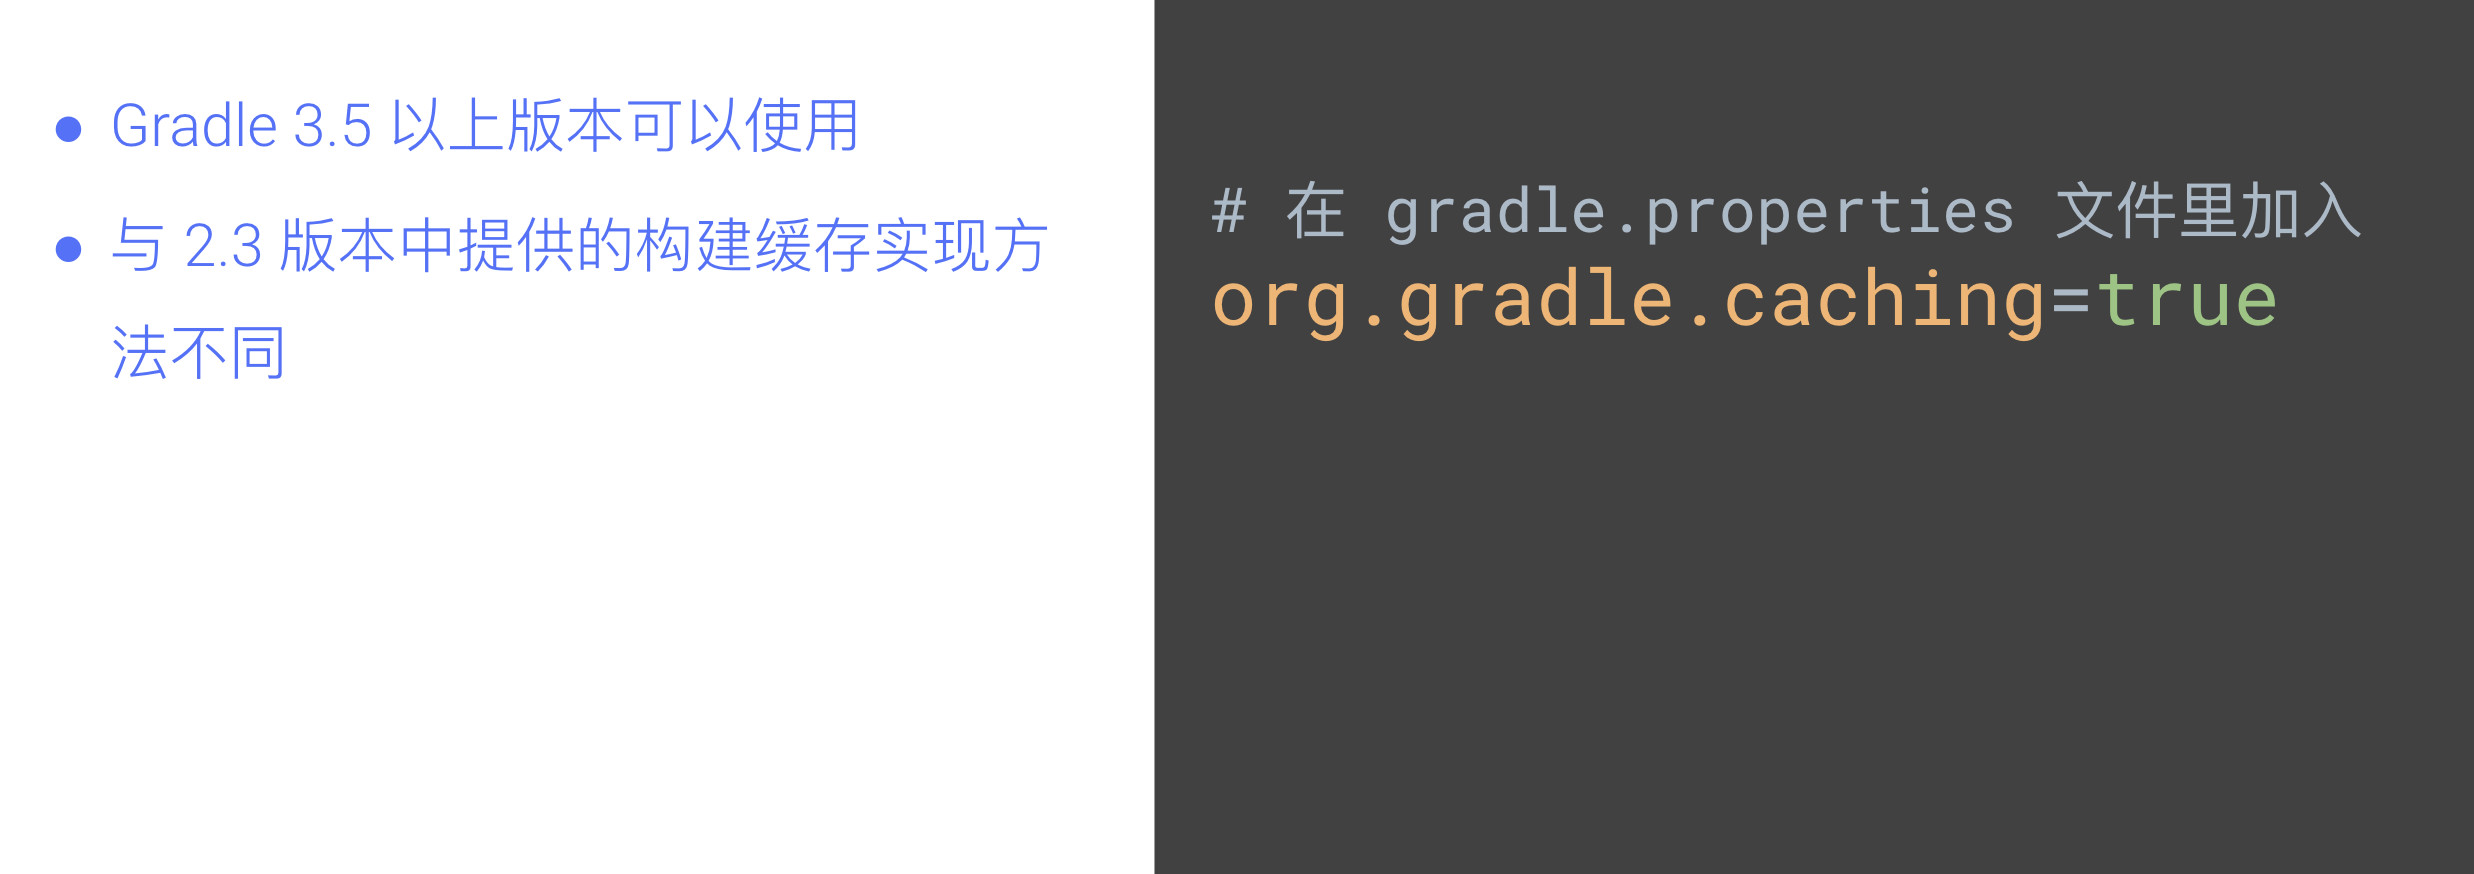 ● Gradle 3.5 以上版本可以使用
● 与 2.3 版本中提供的构建缓存实现方
法不同
# 在 gradle.properties 文件里加入
org.gradle.caching=true